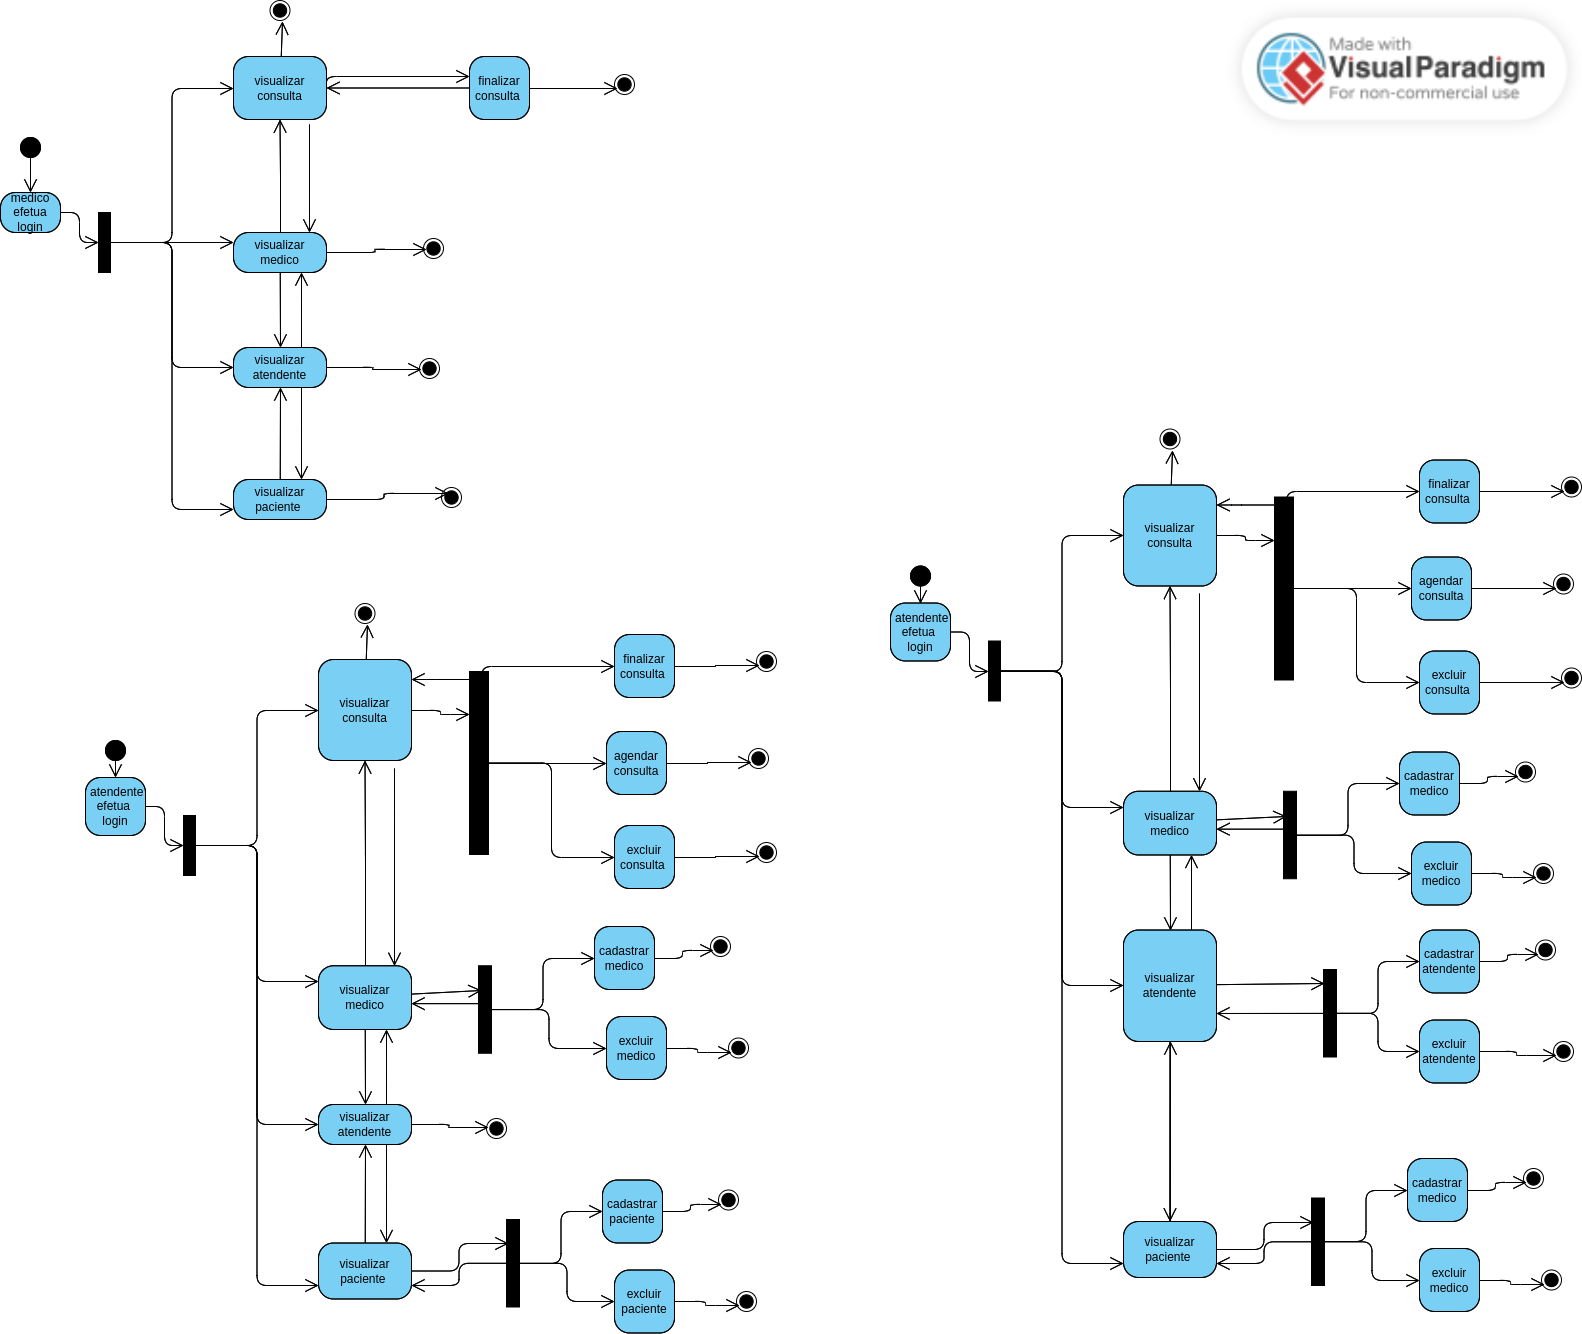 Made with
VisualParadigm
For non-commercial use
visualizar
consulta
finalizar
consulta
medico
efetua
login
visualizar
medico
visualizar
atendente
visualizar
paciente
visualizar
consulta
finalizar
consulta
agendar
consulta
excluir
consulta
atendente
efetua
login
visualizar
medico
cadastrar
medico
excluir
medico
visualizar
atendente
visualizar
paciente
cadastrar
paciente
excluir
paciente
visualizar
consulta
finalizar
consulta
agendar
consulta
excluir
consulta
atendente
efetua
login
visualizar
medico
cadastrar
medico
excluir
medico
visualizar
atendente
cadastrar
atendente
excluir
atendente
visualizar
paciente
cadastrar
medico
excluir
medico